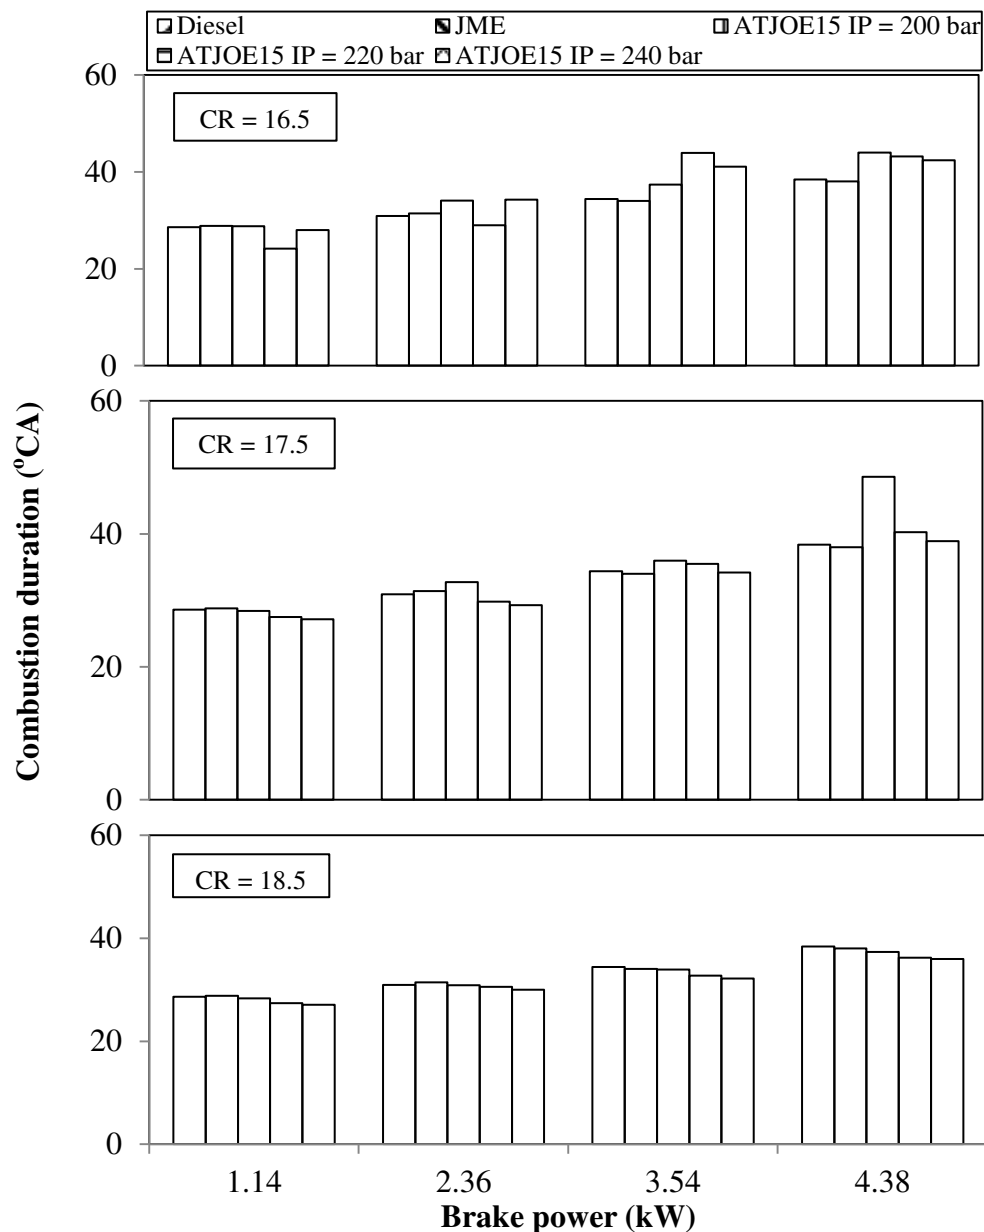 Diesel JME ATJOE15 IP = 200 bar
ATJOE15 IP = 220 bar ATJOE15 IP = 240 bar
60
CR = 16.5
40
20
0
60
CR = 17.5
40
20
0
Combustion duration (°CA)
60
CR = 18.5
40
20
0
1.14 2.36 3.54 4.38
Brake power (kW)